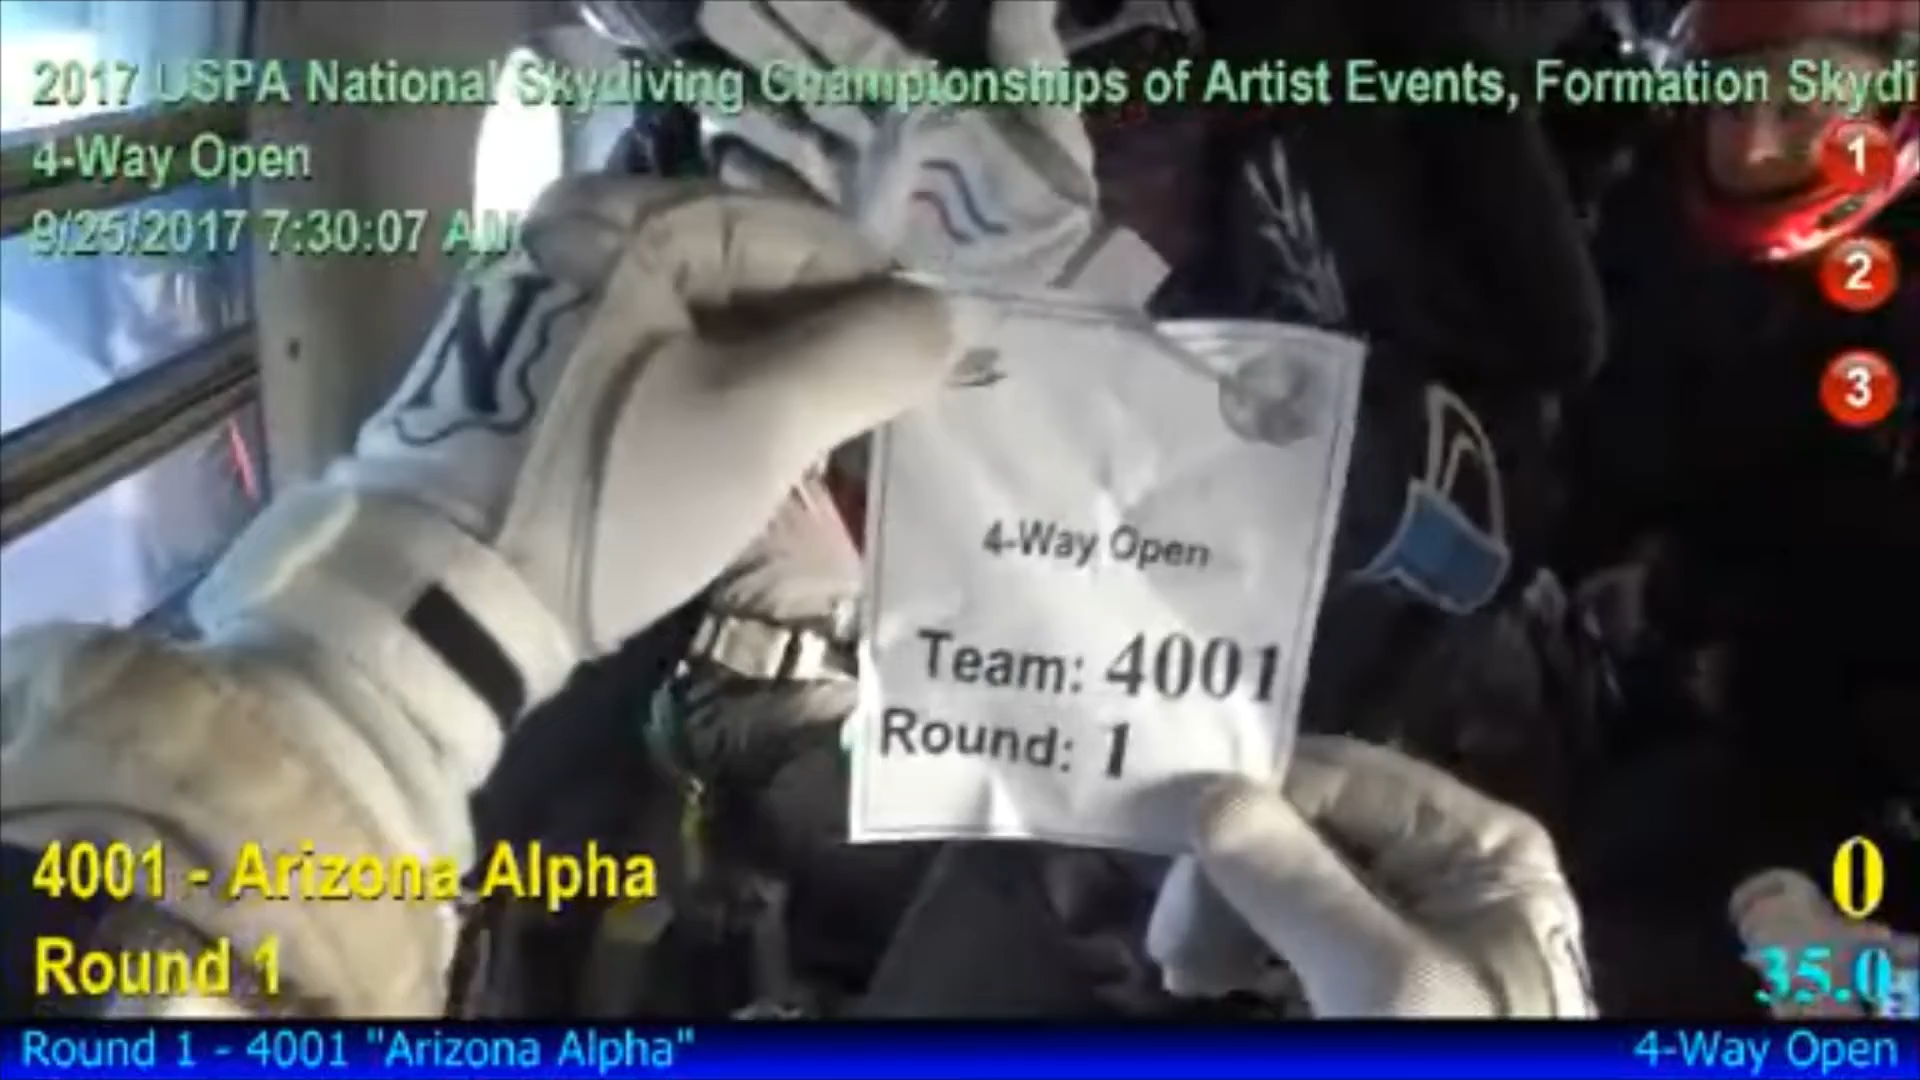 2017 USPA National Skydiving Championships of Artist Events, Formation Skydi
4-Way Open
9/25/2017 7:30:07 AM
1
2
3
N
4-Way Open
Team: 4001
Round: 1
4001 - Arizona Alpha
Round 1
0
35.0
Round 1 - 4001 "Arizona Alpha"
4-Way Open